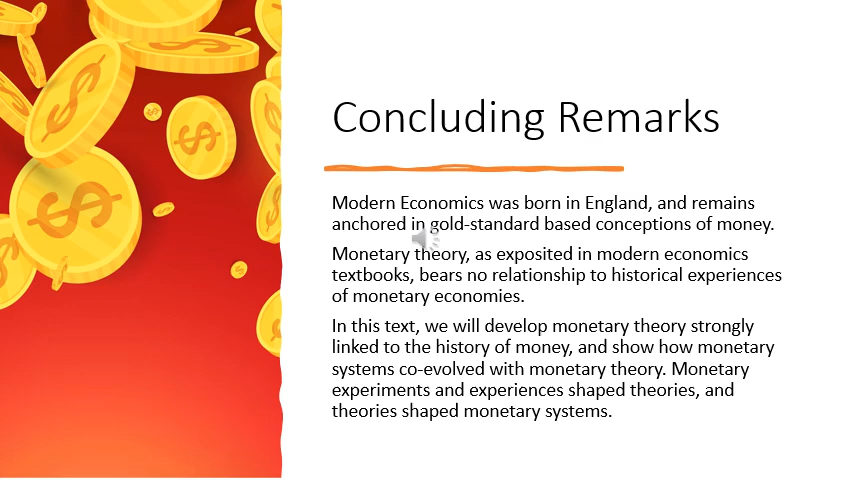 Concluding Remarks
Modern Economics was born in England, and remains
anchored in gold-standard based conceptions of money.
Monetary theory, as exposited in modern economics
textbooks, bears no relationship to historical experiences
of monetary economies.
In this text, we will develop monetary theory strongly
linked to the history of money, and show how monetary
systems co-evolved with monetary theory. Monetary
experiments and experiences shaped theories, and
theories shaped monetary systems.